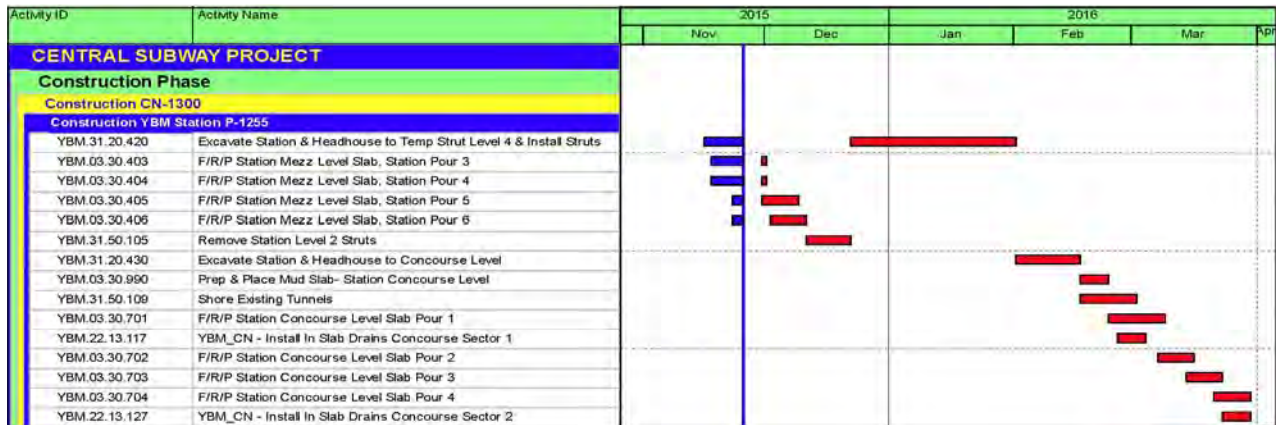 Activity ID Activity Name 2015 2016
Nov Dec Jan Feb Mar Apr
CENTRAL SUBWAY PROJECT
Construction Phase
Construction CN-1300
Construction YBM Station P-1255
YBM.31.20.420 Excavate Station & Headhouse to Temp Strut Level 4 & Install Struts
YBM.03.30.403 F/R/P Station Mezz Level Slab, Station Pour 3
YBM.03.30.404 F/R/P Station Mezz Level Slab, Station Pour 4
YBM.03.30.405 F/R/P Station Mezz Level Slab, Station Pour 5
YBM.03.30.406 F/R/P Station Mezz Level Slab, Station Pour 6
YBM.31.50.105 Remove Station Level 2 Struts
YBM.31.20.430 Excavate Station & Headhouse to Concourse Level
YBM.03.30.990 Prep & Place Mud Slab- Station Concourse Level
YBM.31.50.109 Shore Existing Tunnels
YBM.03.30.701 F/R/P Station Concourse Level Slab Pour 1
YBM.22.13.117 YBM_CN - Install In Slab Drains Concourse Sector 1
YBM.03.30.702 F/R/P Station Concourse Level Slab Pour 2
YBM.03.30.703 F/R/P Station Concourse Level Slab Pour 3
YBM.03.30.704 F/R/P Station Concourse Level Slab Pour 4
YBM.22.13.127 YBM_CN - Install In Slab Drains Concourse Sector 2